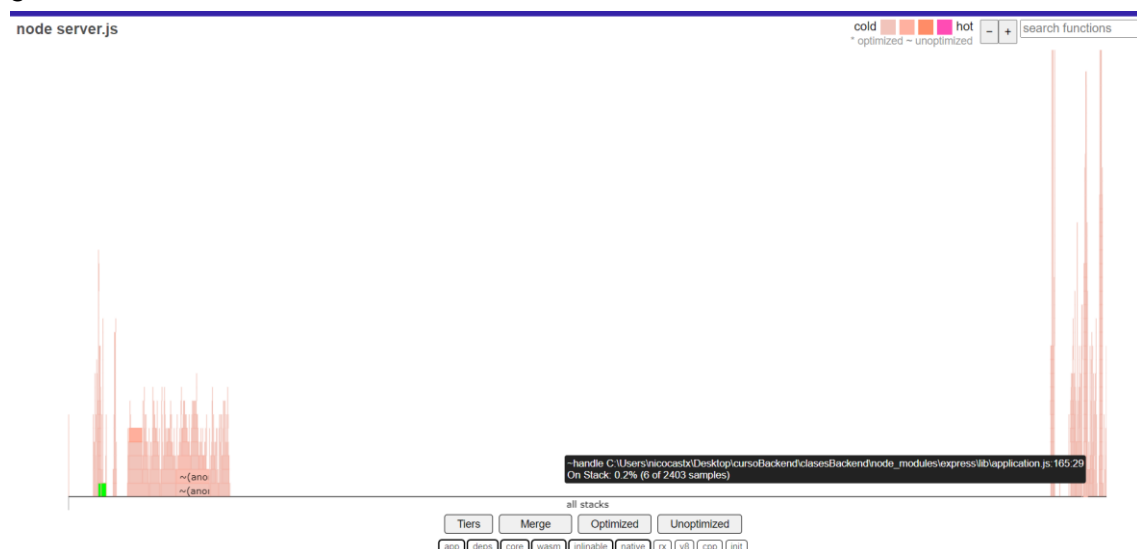 node server.js
cold hot - + search functions
* optimized ~ unoptimized
~(ano
~(anoı
~handle C:\Users\nicocastx\Desktop\cursoBackend\clasesBackend\node_modules\express\lib\application.js:165:29
On Stack: 0.2% (6 of 2403 samples)
all stacks
Tiers Merge Optimized Unoptimized
app deps core wasm inlinable native rx v8 cpp init